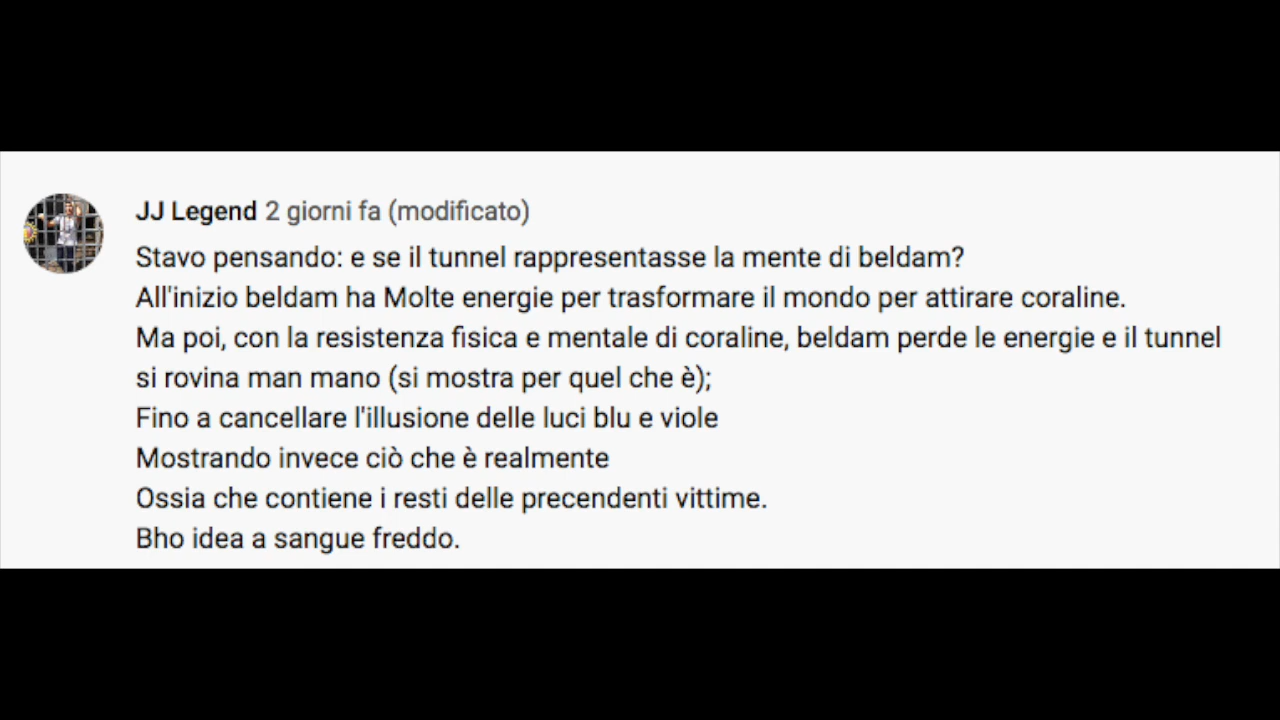 JJ Legend 2 giorni fa (modificato)
Stavo pensando: e se il tunnel rappresentasse la mente di beldam?
All'inizio beldam ha Molte energie per trasformare il mondo per attirare coraline.
Ma poi, con la resistenza fisica e mentale di coraline, beldam perde le energie e il tunnel
si rovina man mano (si mostra per quel che è);
Fino a cancellare l'illusione delle luci blu e viole
Mostrando invece ciò che è realmente
Ossia che contiene i resti delle precendenti vittime.
Bho idea a sangue freddo.